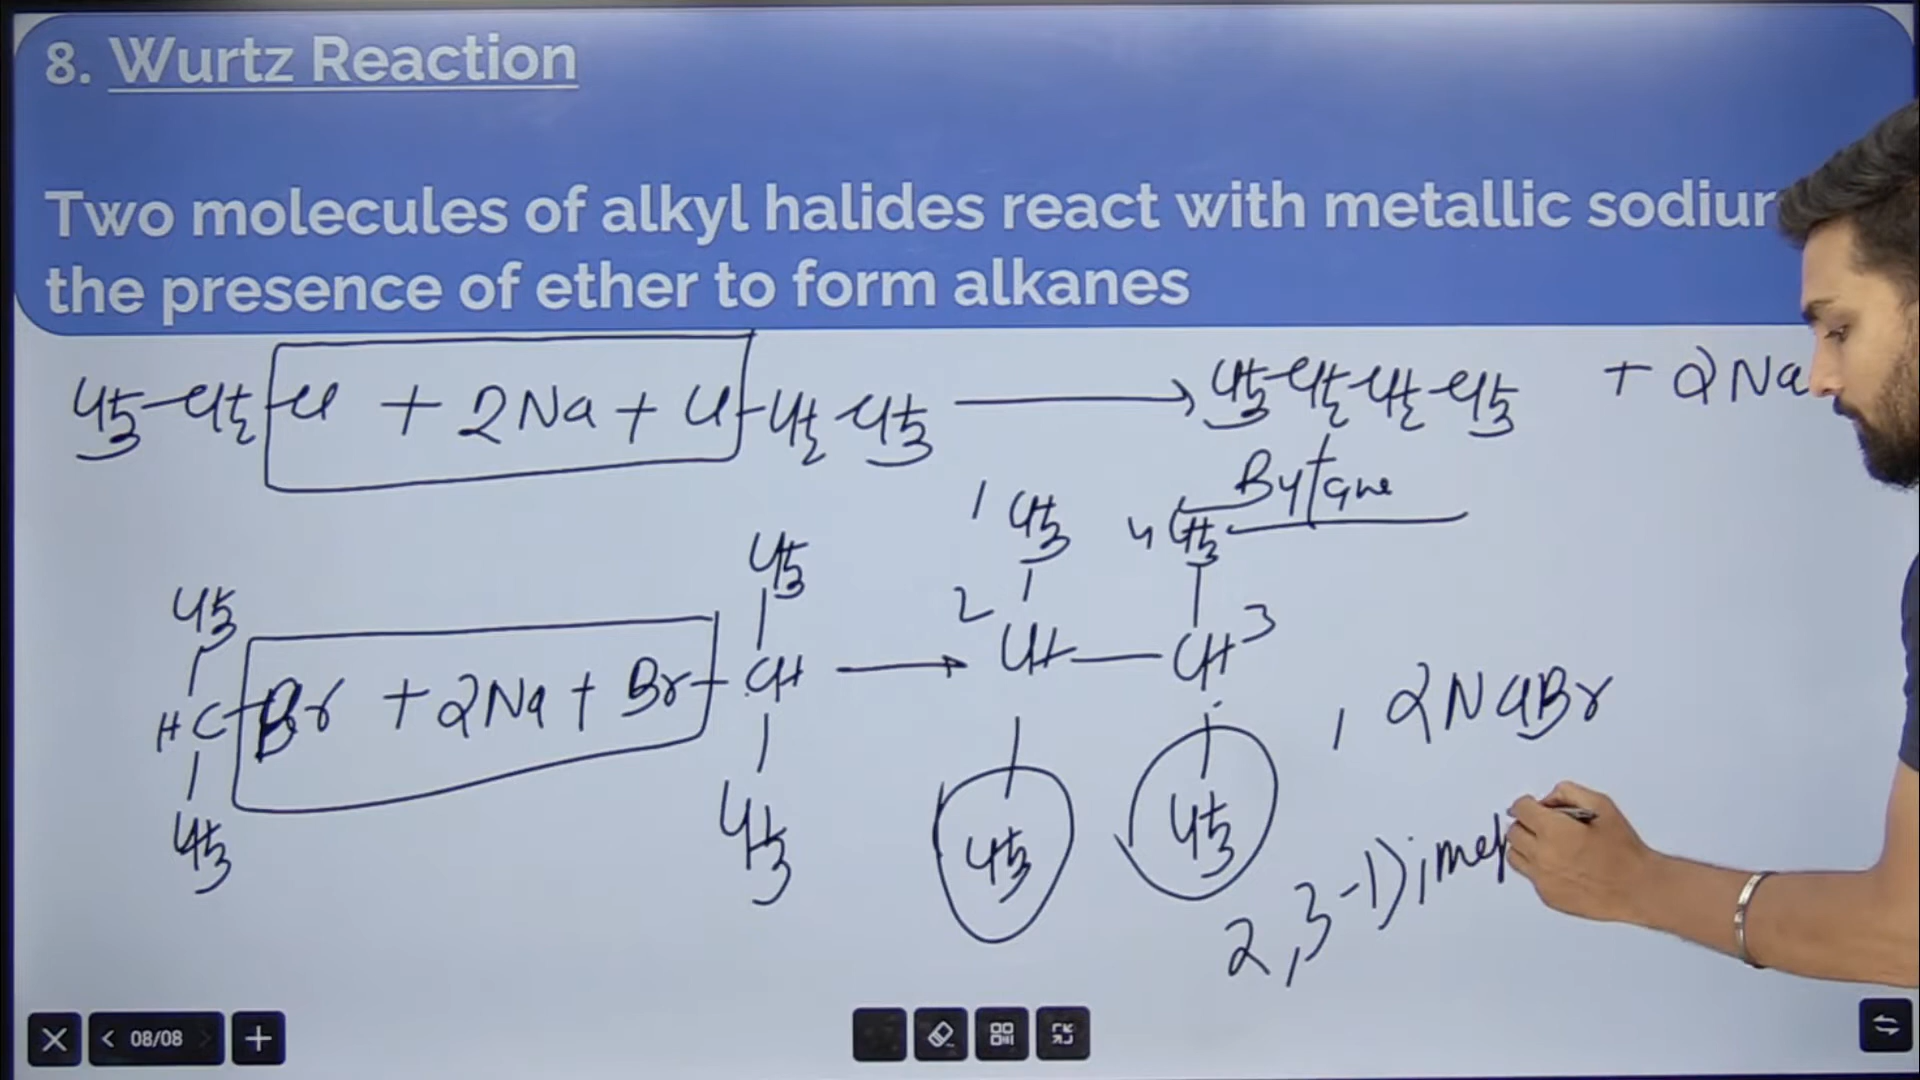 8. Wurtz Reaction
Two molecules of alkyl halides react with metallic
the presence of ether to form alkanes
CH3-CH2-Cl + 2Na + Cl-CH2-CH3 → CH3-CH2-CH2-CH3 + 2Na
Butane
1 CH3 4 CH3
CH3 CH3
2 CH — CH 3
HC-Br + 2Na + Br-CH → , 2NaBr
CH3 CH3 CH3 CH3
2,3-Dimet
08/08